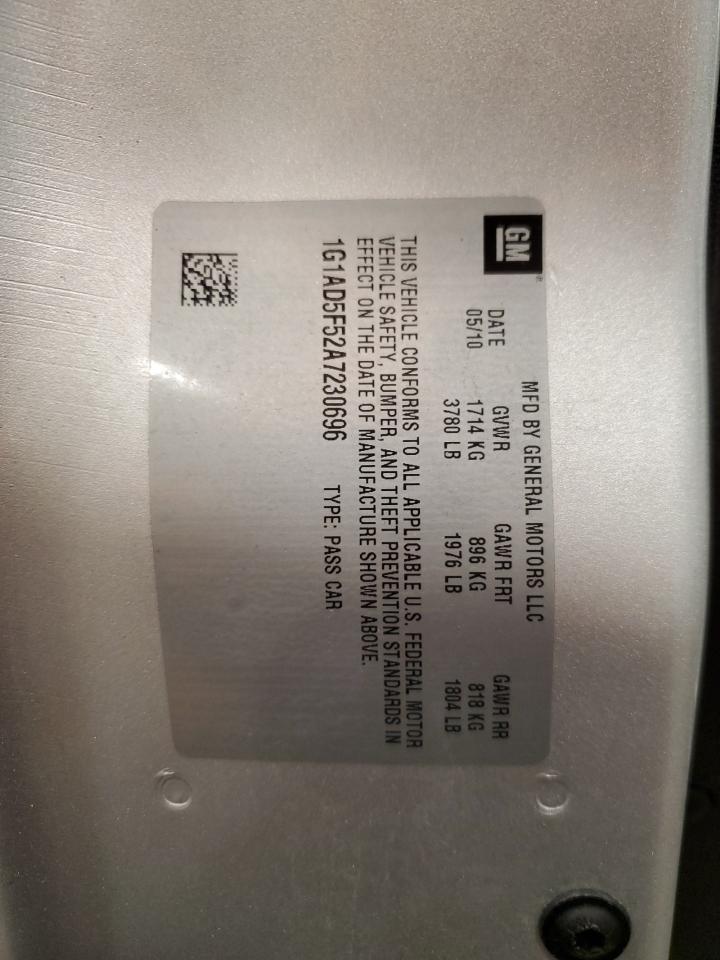 GM
MFD BY GENERAL MOTORS LLC
DATE GVWR GAWR FRT GAWR RR
05/10 1714 KG 896 KG 818 KG
3780 LB 1976 LB 1804 LB
THIS VEHICLE CONFORMS TO ALL APPLICABLE U.S. FEDERAL MOTOR
VEHICLE SAFETY, BUMPER, AND THEFT PREVENTION STANDARDS IN
EFFECT ON THE DATE OF MANUFACTURE SHOWN ABOVE.
1G1AD5F52A7230696 TYPE: PASS CAR